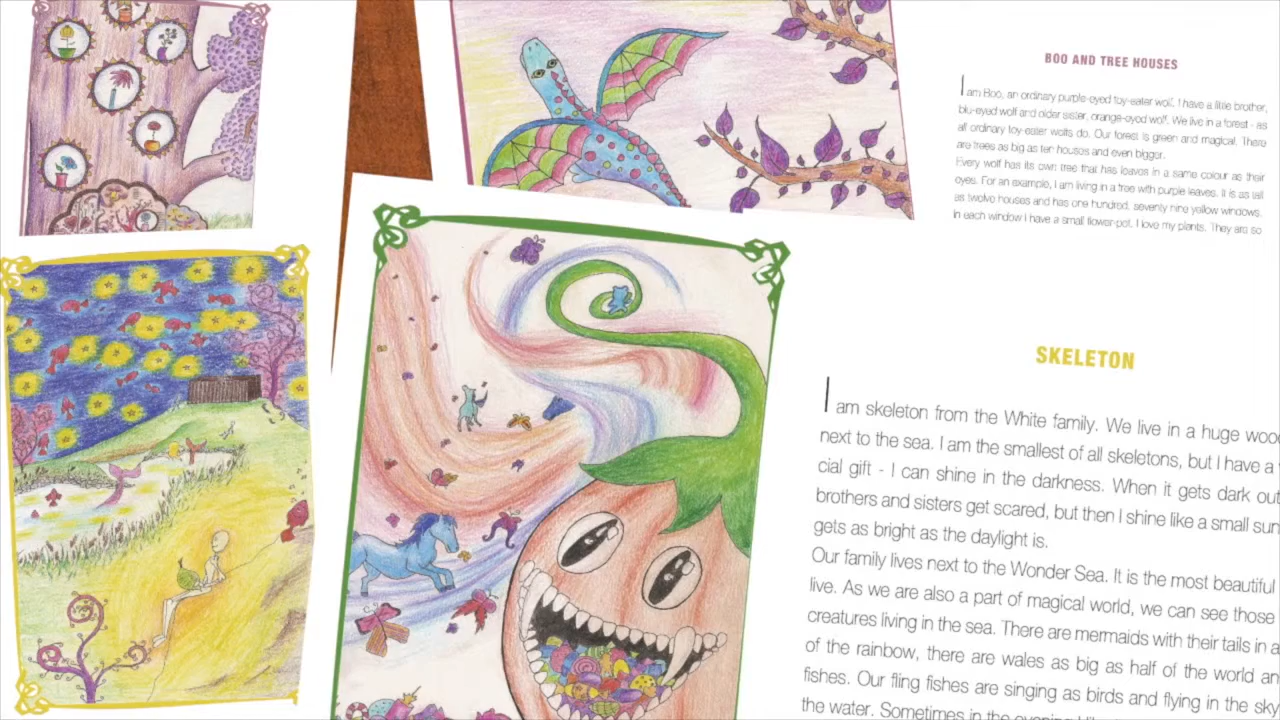 BOO AND TREE HOUSES
I am Boo, an ordinary purple-eyed toy-eater wolf. I have a little brother,
blu-eyed wolf and older sister, orange-eyed wolf. We live in a forest - as
all ordinary toy-eater wolfs do. Our forest is green and magical. There
are trees as big as ten houses and even bigger.
Every wolf has its own tree that has leaves in a same colour as their
eyes. For an example, I am living in a tree with purple leaves. It is as tall
as twelve houses and has one hundred, seventy nine yellow windows.
In each window I have a small flower-pot. I love my plants. They are so
SKELETON
I am skeleton from the White family. We live in a huge woo
next to the sea. I am the smallest of all skeletons, but I have a
cial gift - I can shine in the darkness. When it gets dark out
brothers and sisters get scared, but then I shine like a small sun
gets as bright as the daylight is.
Our family lives next to the Wonder Sea. It is the most beautiful
live. As we are also a part of magical world, we can see those
creatures living in the sea. There are mermaids with their tails in a
of the rainbow, there are wales as big as half of the world an
fishes. Our fling fishes are singing as birds and flying in the sky
the water. Sometimes in the evening